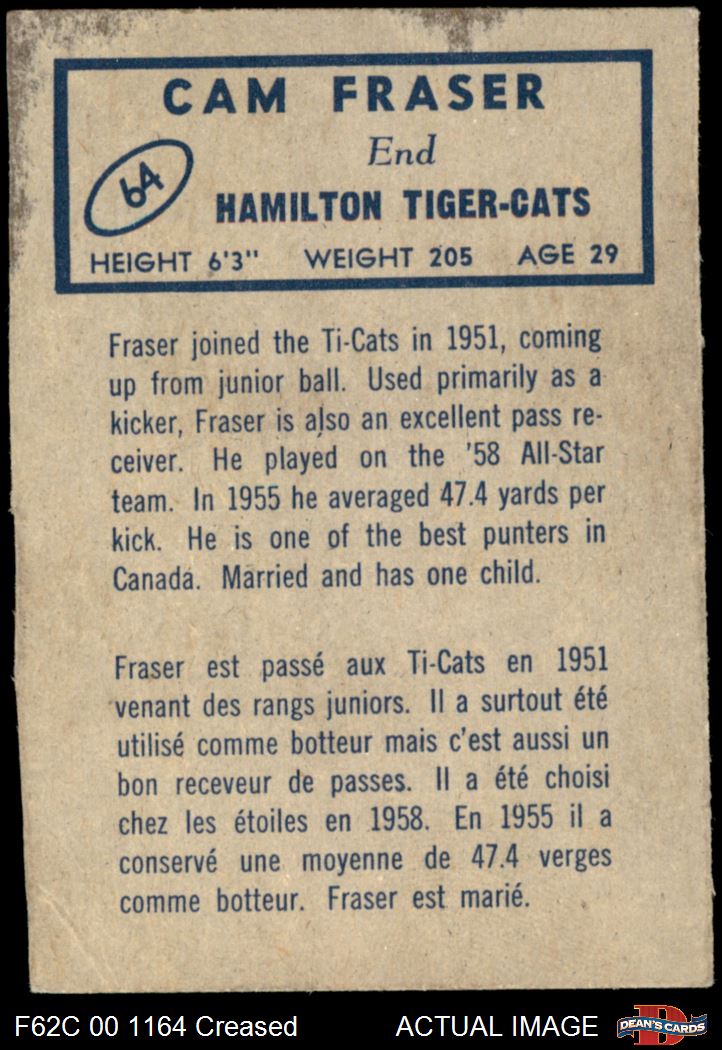 CAM FRASER
End
64
HAMILTON TIGER-CATS
HEIGHT 6'3" WEIGHT 205 AGE 29
Fraser joined the Ti-Cats in 1951, coming
up from junior ball. Used primarily as a
kicker, Fraser is also an excellent pass re-
ceiver. He played on the '58 All-Star
team. In 1955 he averaged 47.4 yards per
kick. He is one of the best punters in
Canada. Married and has one child.
Fraser est passé aux Ti-Cats en 1951
venant des rangs juniors. Il a surtout été
utilisé comme botteur mais c'est aussi un
bon receveur de passes. Il a été choisi
chez les étoiles en 1958. En 1955 il a
conservé une moyenne de 47.4 verges
comme botteur. Fraser est marié.
F62C 00 1164 Creased ACTUAL IMAGE
D
DEAN'S CARDS